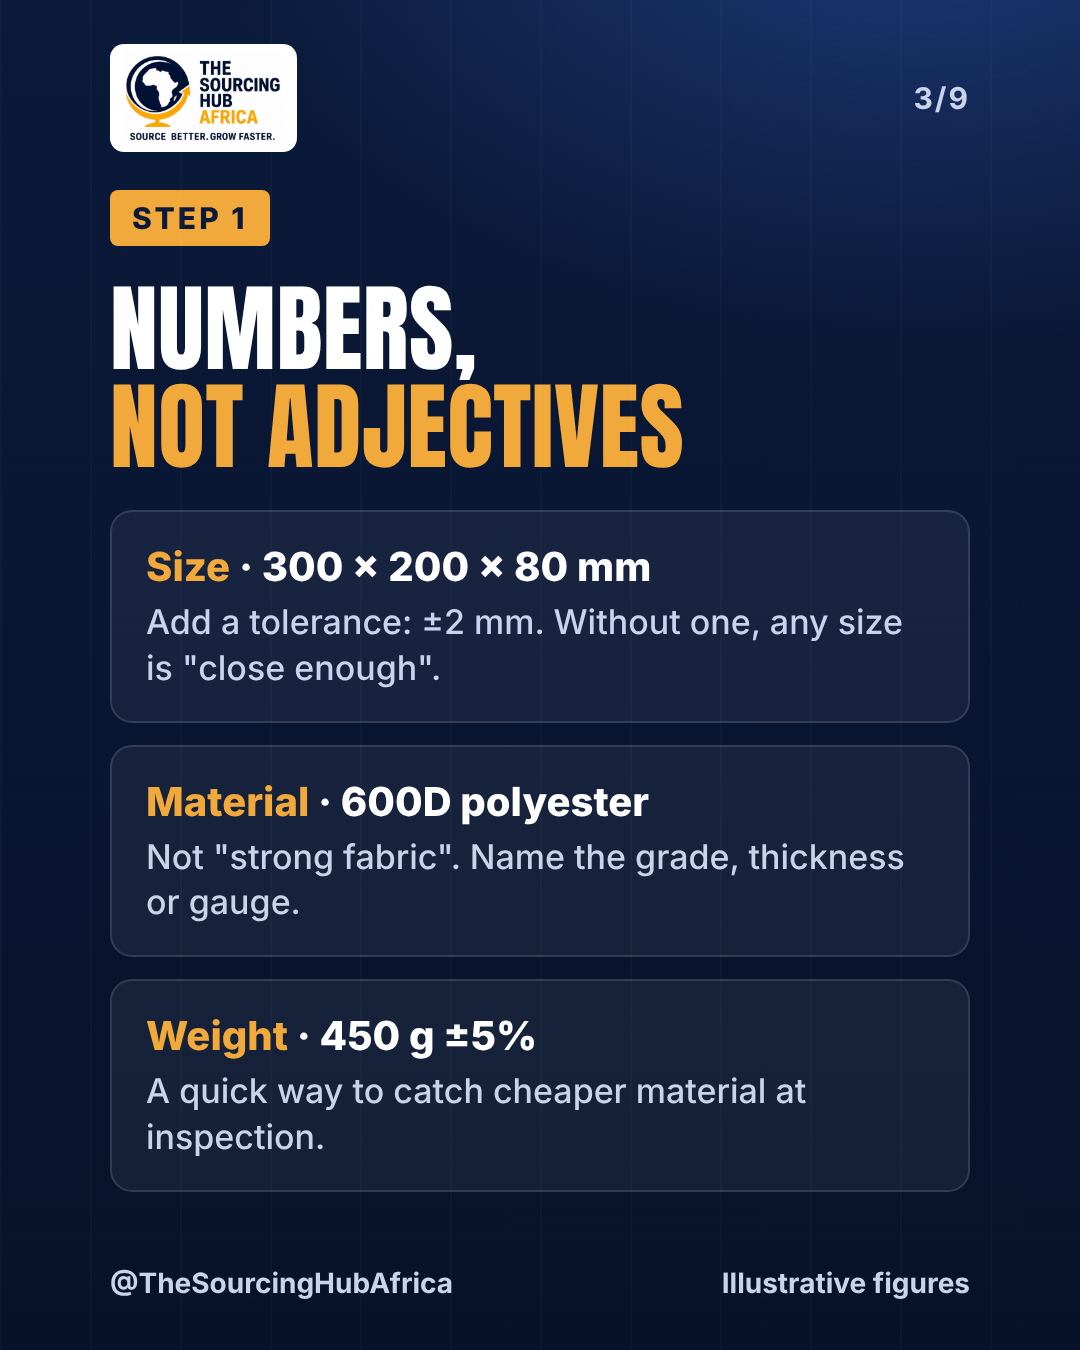 THE
SOURCING
HUB
AFRICA
SOURCE BETTER. GROW FASTER.
3/9
STEP 1
NUMBERS,
NOT ADJECTIVES
Size · 300 × 200 × 80 mm
Add a tolerance: ±2 mm. Without one, any size
is "close enough".
Material · 600D polyester
Not "strong fabric". Name the grade, thickness
or gauge.
Weight · 450 g ±5%
A quick way to catch cheaper material at
inspection.
@TheSourcingHubAfrica
Illustrative figures